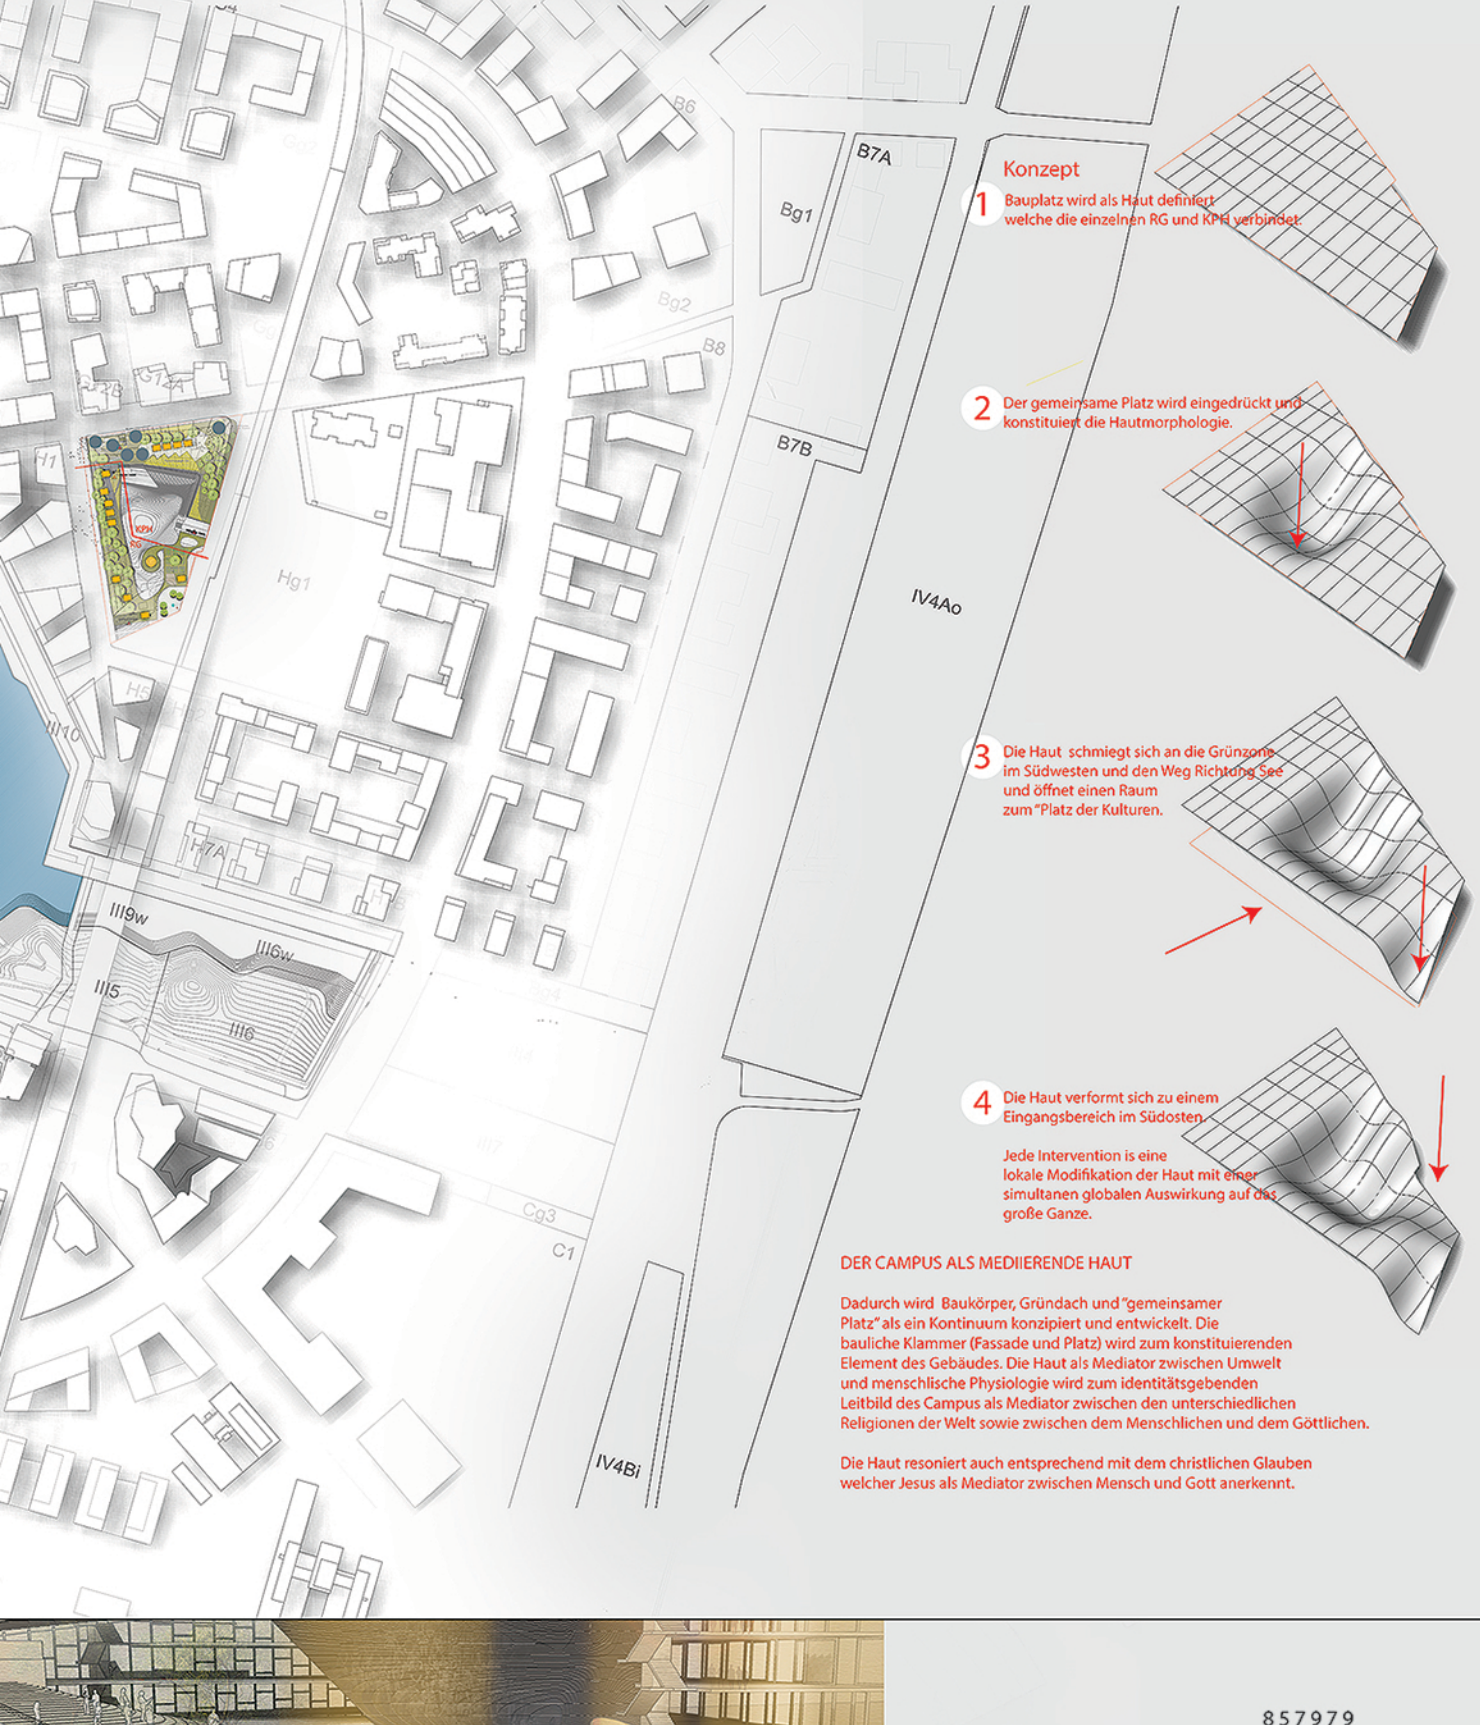 B6
B7A
Bg1
Bg2
B8
B7B
G12A
H1
KPH
RG
Hg1
H5
III10
H7A
III9w
III6w
III5
III6
IV4Ao
Cg3
C1
IV4Bi
Konzept
1
Bauplatz wird als Haut definiert
welche die einzelnen RG und KPH verbindet.
2
Der gemeinsame Platz wird eingedrückt und
konstituiert die Hautmorphologie.
3
Die Haut schmiegt sich an die Grünzone
im Südwesten und den Weg Richtung See
und öffnet einen Raum
zum “Platz der Kulturen.
4
Die Haut verformt sich zu einem
Eingangsbereich im Südosten.
Jede Intervention is eine
lokale Modifikation der Haut mit einer
simultanen globalen Auswirkung auf das
große Ganze.
DER CAMPUS ALS MEDIIERENDE HAUT
Dadurch wird Baukörper, Gründach und “gemeinsamer
Platz” als ein Kontinuum konzipiert und entwickelt. Die
bauliche Klammer (Fassade und Platz) wird zum konstituierenden
Element des Gebäudes. Die Haut als Mediator zwischen Umwelt
und menschlische Physiologie wird zum identitätsgebenden
Leitbild des Campus als Mediator zwischen den unterschiedlichen
Religionen der Welt sowie zwischen dem Menschlichen und dem Göttlichen.
Die Haut resoniert auch entsprechend mit dem christlichen Glauben
welcher Jesus als Mediator zwischen Mensch und Gott anerkennt.
857979